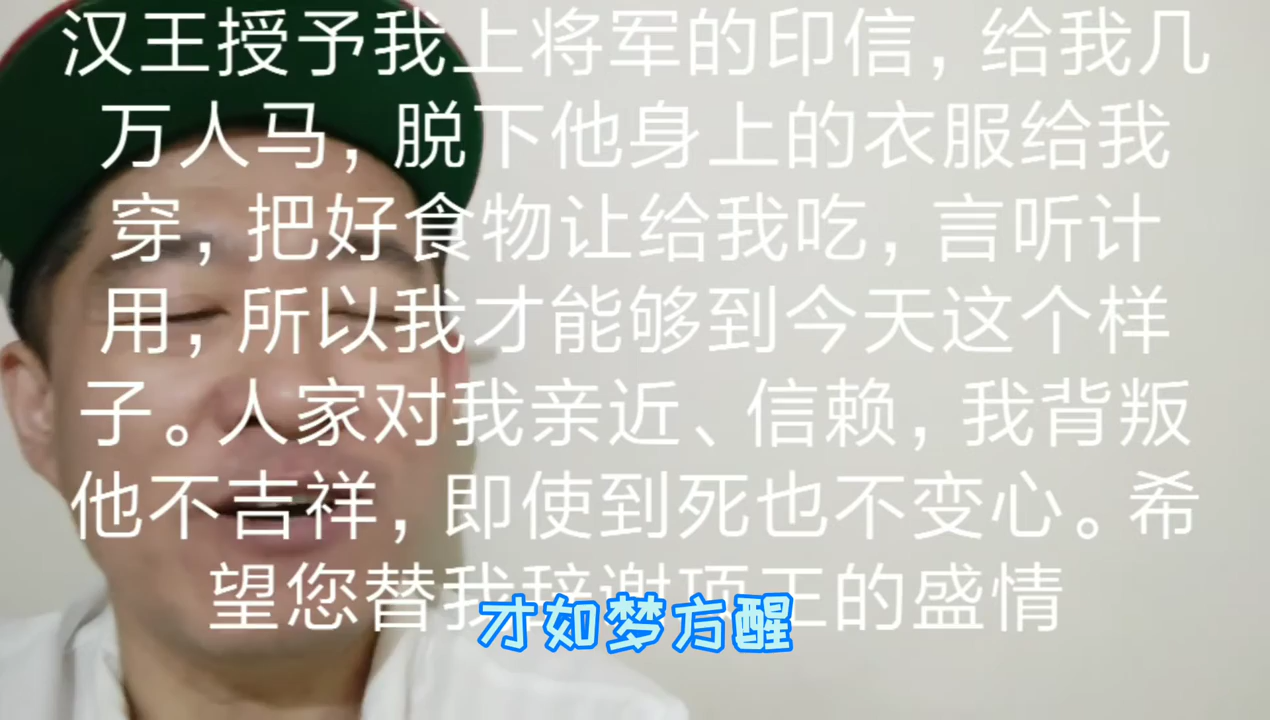 汉王授予我上将军的印信，给我几
万人马，脱下他身上的衣服给我
穿，把好食物让给我吃，言听计
用，所以我才能够到今天这个样
子。人家对我亲近、信赖，我背叛
他不吉祥，即使到死也不变心。希
望您替我辞谢项王的盛情
才如梦方醒